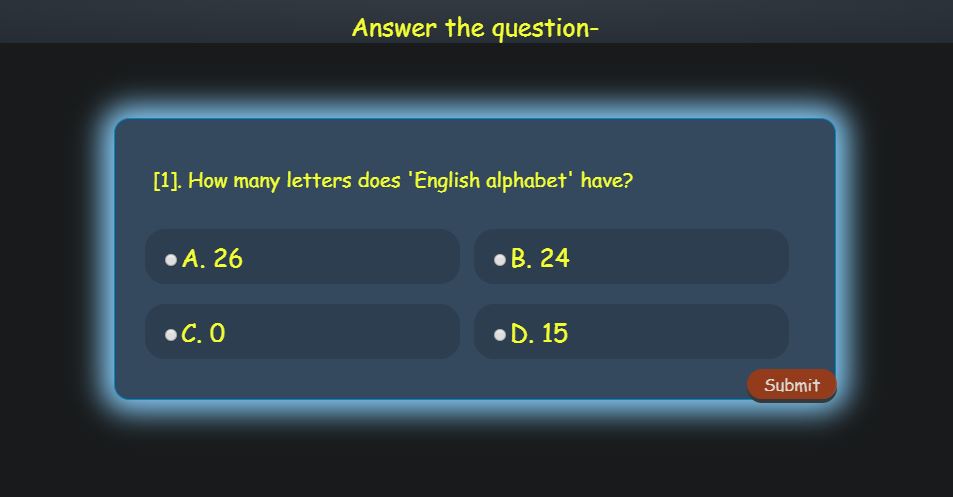 Answer the question-
[1]. How many letters does 'English alphabet' have?
A. 26
B. 24
C. 0
D. 15
Submit